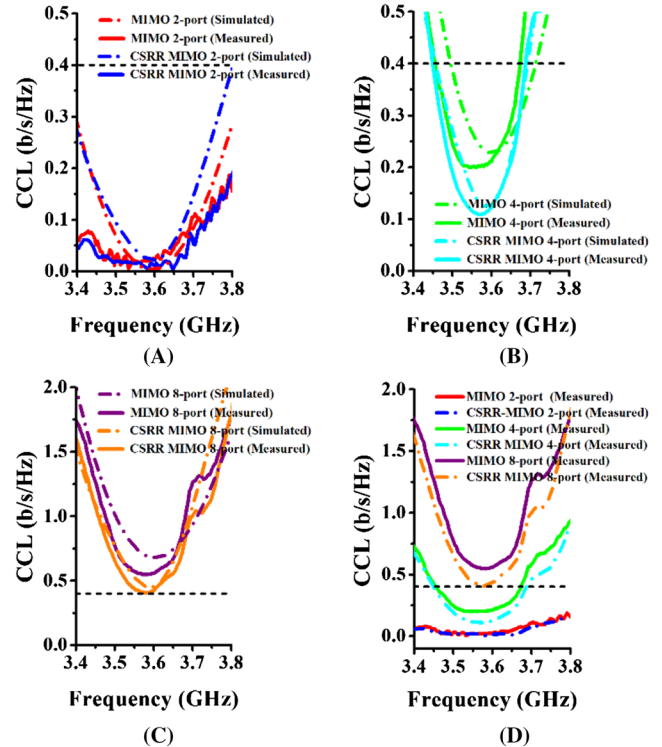 MIMO 2-port (Simulated)
MIMO 2-port (Measured)
CSRR MIMO 2-port (Simulated)
CSRR MIMO 2-port (Measured)
CCL (b/s/Hz)
0.5
0.4
0.3
0.2
0.1
0.0
3.4 3.5 3.6 3.7 3.8
Frequency (GHz)
(A)
MIMO 4-port (Simulated)
MIMO 4-port (Measured)
CSRR MIMO 4-port (Simulated)
CSRR MIMO 4-port (Measured)
CCL (b/s/Hz)
0.5
0.4
0.3
0.2
0.1
0.0
3.4 3.5 3.6 3.7 3.8
Frequency (GHz)
(B)
MIMO 8-port (Simulated)
MIMO 8-port (Measured)
CSRR MIMO 8-port (Simulated)
CSRR MIMO 8-port (Measured)
CCL (b/s/Hz)
2.0
1.5
1.0
0.5
0.0
3.4 3.5 3.6 3.7 3.8
Frequency (GHz)
(C)
MIMO 2-port (Measured)
CSRR-MIMO 2-port (Measured)
MIMO 4-port (Measured)
CSRR MIMO 4-port (Measured)
MIMO 8-port (Measured)
CSRR MIMO 8-port (Measured)
CCL (b/s/Hz)
2.0
1.5
1.0
0.5
0.0
3.4 3.5 3.6 3.7 3.8
Frequency (GHz)
(D)